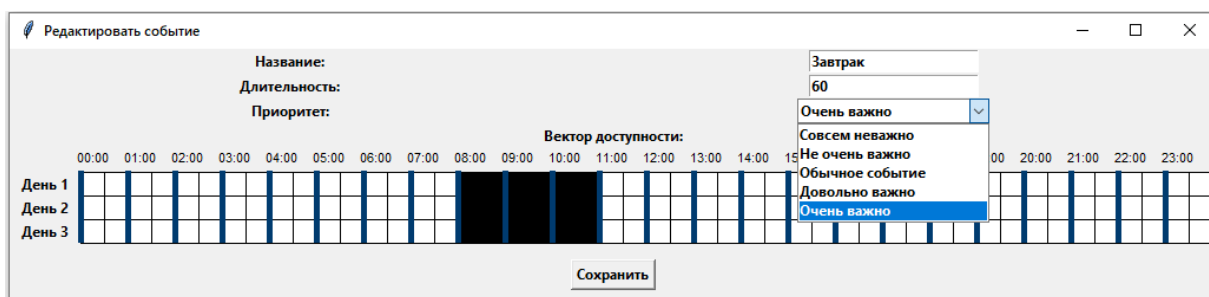 Редактировать событие
Название: Завтрак
Длительность: 60
Приоритет: Очень важно
Совсем неважно
Вектор доступности:
Не очень важно
00:00 01:00 02:00 03:00 04:00 05:00 06:00 07:00 08:00 09:00 10:00 11:00 12:00 13:00 14:00 20:00 21:00 22:00 23:00
Обычное событие
День 1
Довольно важно
День 2
Очень важно
День 3
Сохранить